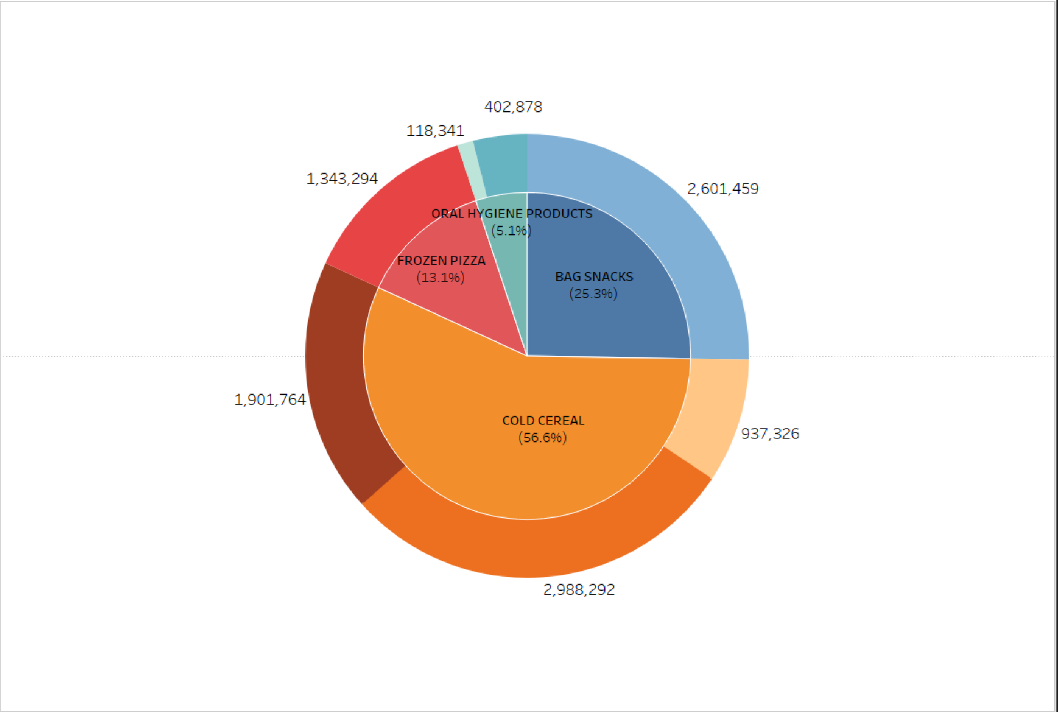 402,878
118,341
1,343,294
2,601,459
ORAL HYGIENE PRODUCTS
(5.1%)
FROZEN PIZZA
(13.1%)
BAG SNACKS
(25.3%)
1,901,764
COLD CEREAL
(56.6%)
937,326
2,988,292